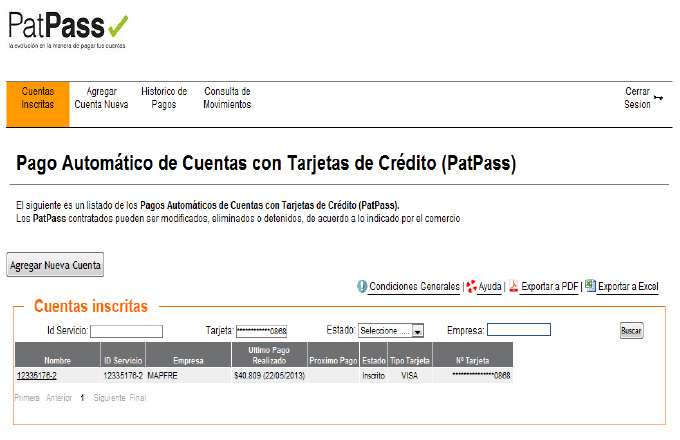 PatPass
la evolución en la manera de pagar tus cuentas
Cuentas Inscritas
Agregar Cuenta Nueva
Historico de Pagos
Consulta de Movimientos
Cerrar Sesion
Pago Automático de Cuentas con Tarjetas de Crédito (PatPass)
El siguiente es un listado de los Pagos Automáticos de Cuentas con Tarjetas de Crédito (PatPass).
Los PatPass contratados pueden ser modificados, eliminados o detenidos, de acuerdo a lo indicado por el comercio
Agregar Nueva Cuenta
Condiciones Generales | Ayuda | Exportar a PDF | Exportar a Excel
Cuentas inscritas
Id Servicio: Tarjeta: ************0868 Estado: Seleccione...... Empresa: Buscar
Nombre ID Servicio Empresa Ultimo Pago Realizado Proximo Pago Estado Tipo Tarjeta Nº Tarjeta
12335176-2 12335176-2 MAPFRE $40.809 (22/05/2013) Inscrito VISA ***************0868
Primera Anterior 1 Siguiente Final